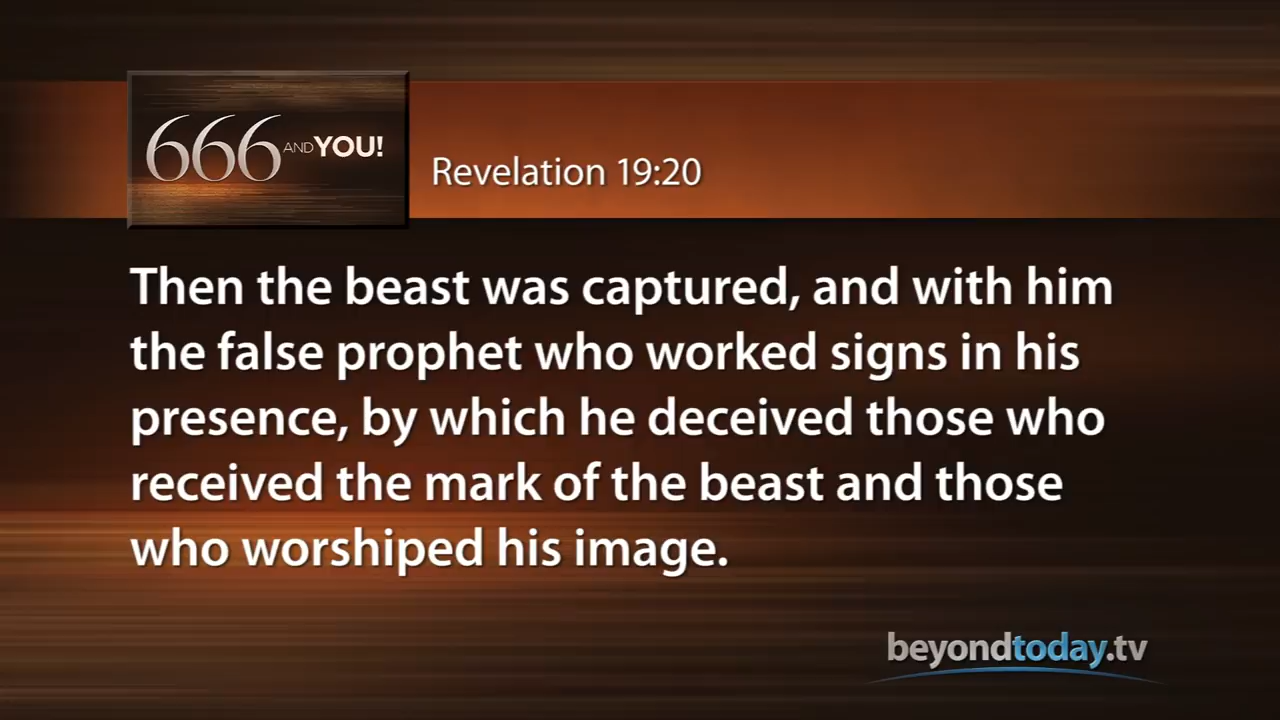 666 AND YOU!
Revelation 19:20
Then the beast was captured, and with him
the false prophet who worked signs in his
presence, by which he deceived those who
received the mark of the beast and those
who worshiped his image.
beyondtoday.tv